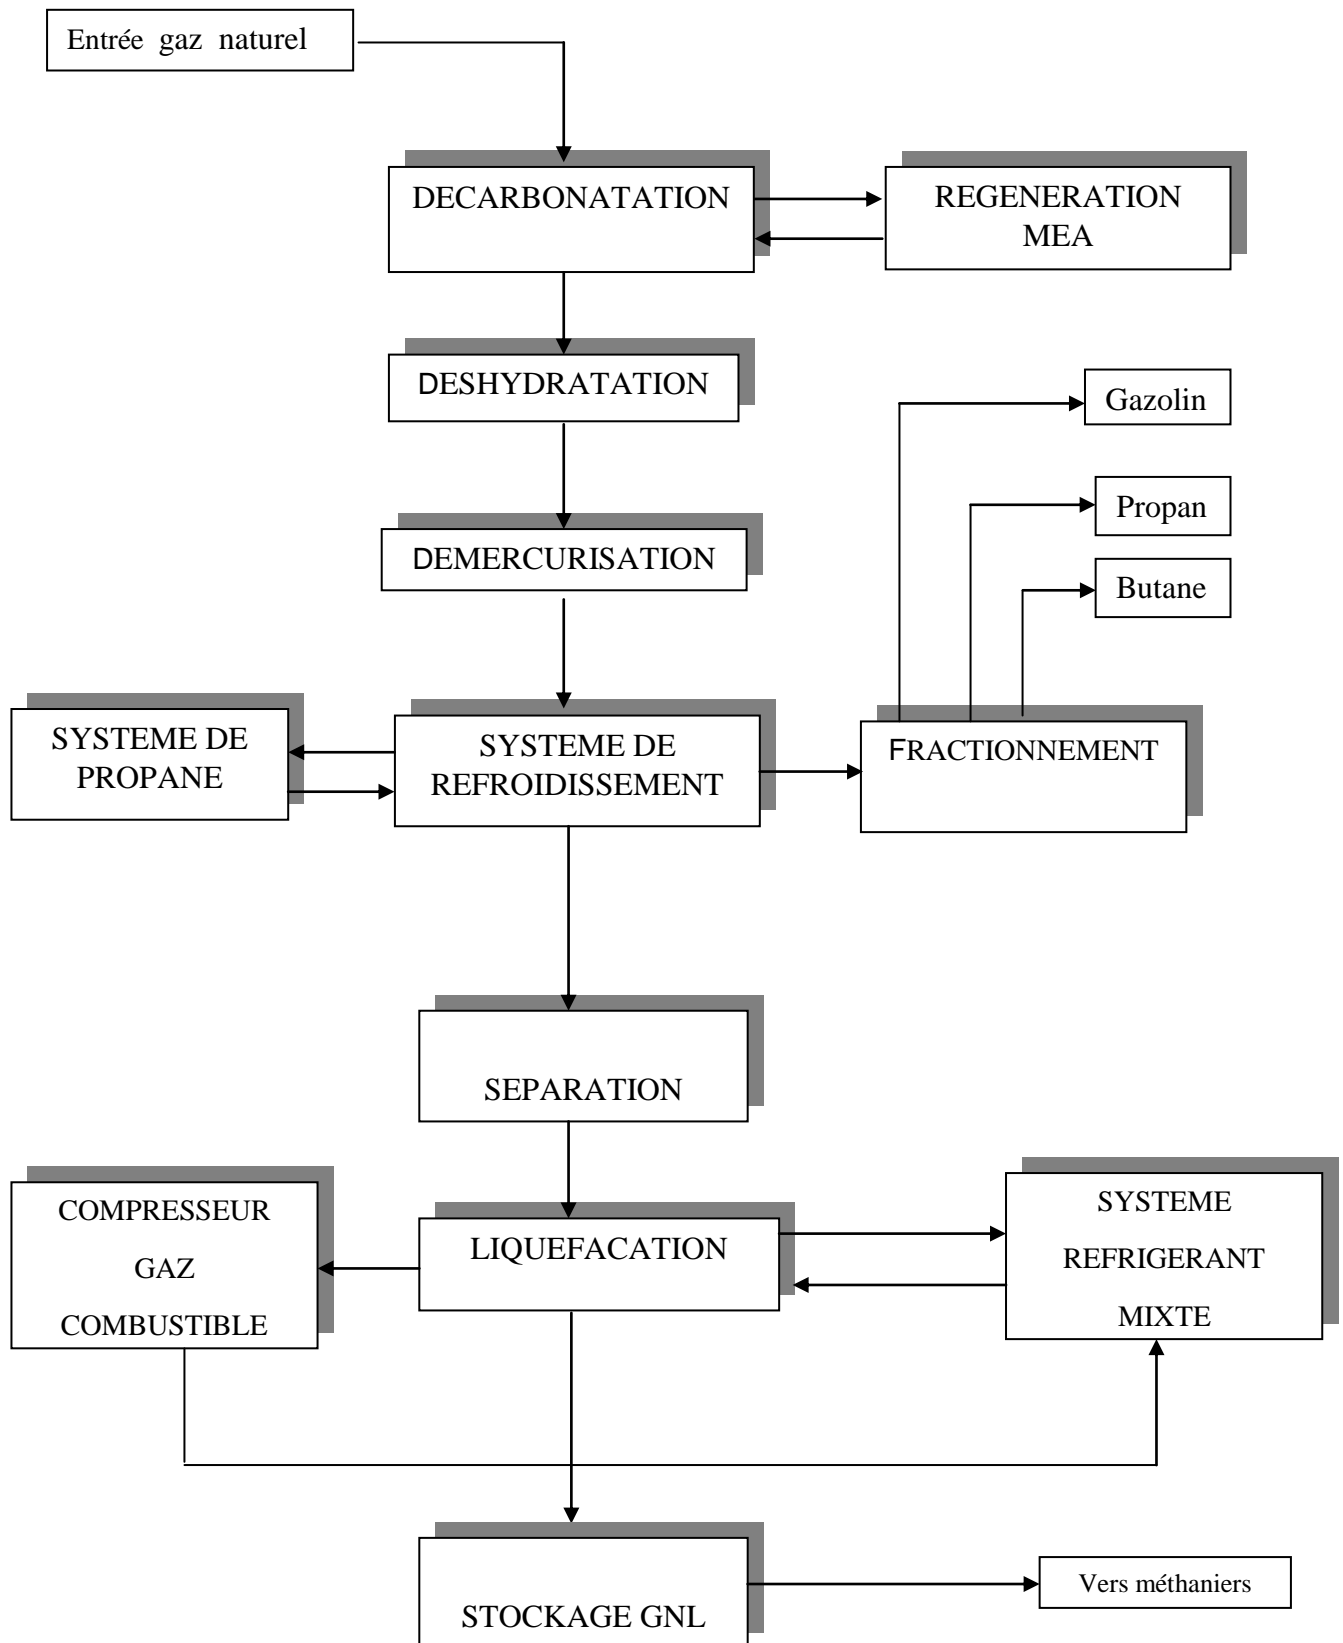 Entrée gaz naturel
DECARBONATATION
REGENERATION
MEA
DESHYDRATATION
Gazolin
Propan
DEMERCURISATION
Butane
SYSTEME DE
PROPANE
SYSTEME DE
REFROIDISSEMENT
FRACTIONNEMENT
SEPARATION
COMPRESSEUR
GAZ
COMBUSTIBLE
LIQUEFACATION
SYSTEME
REFRIGERANT
MIXTE
STOCKAGE GNL
Vers méthaniers